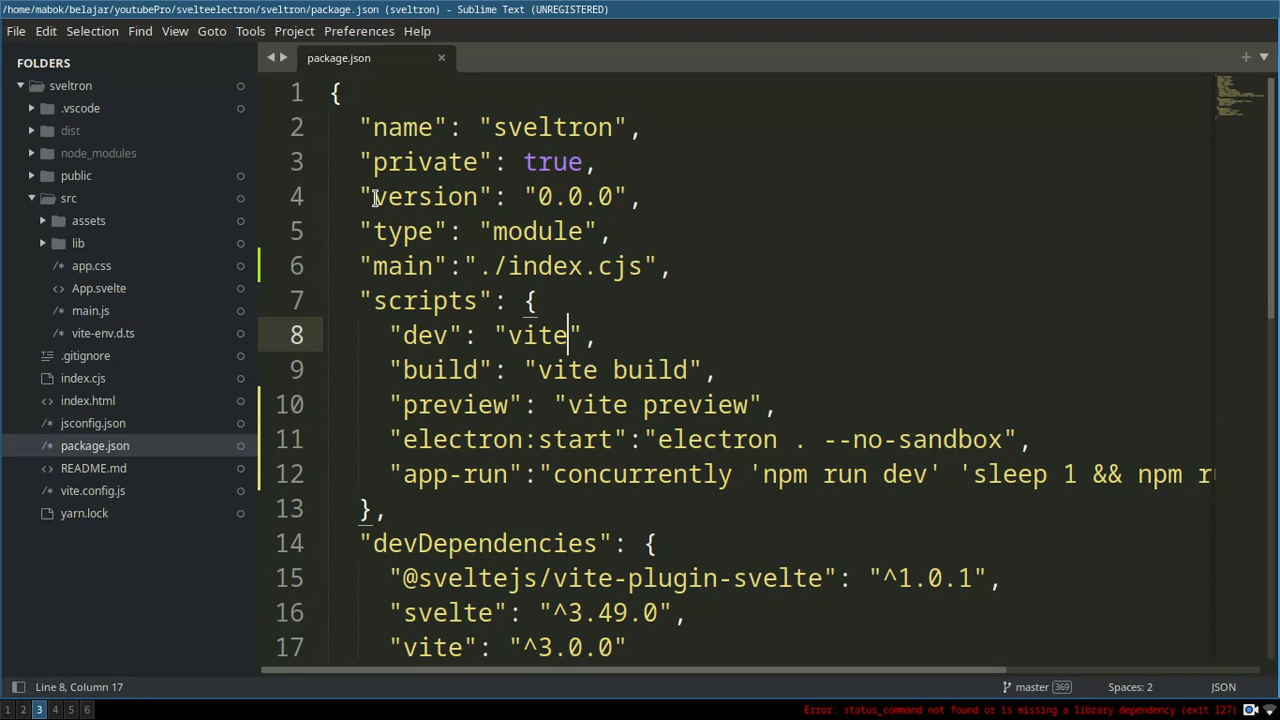 /home/mabok/belajar/youtubePro/svelteelectron/sveltron/package.json (sveltron) - Sublime Text (UNREGISTERED)
File Edit Selection Find View Goto Tools Project Preferences Help
FOLDERS
sveltron
.vscode
dist
node_modules
public
src
assets
lib
app.css
App.svelte
main.js
vite-env.d.ts
.gitignore
index.cjs
index.html
jsconfig.json
package.json
README.md
vite.config.js
yarn.lock
package.json
1 {
2 "name": "sveltron",
3 "private": true,
4 "version": "0.0.0",
5 "type": "module",
6 "main":"./index.cjs",
7 "scripts": {
8 "dev": "vite",
9 "build": "vite build",
10 "preview": "vite preview",
11 "electron:start":"electron . --no-sandbox",
12 "app-run":"concurrently 'npm run dev' 'sleep 1 && npm r
13 },
14 "devDependencies": {
15 "@sveltejs/vite-plugin-svelte": "^1.0.1",
16 "svelte": "^3.49.0",
17 "vite": "^3.0.0"
Line 8, Column 17 master 369 Spaces: 2 JSON
1 2 3 4 5 6 Error: status_command not found or is missing a library dependency (exit 127)